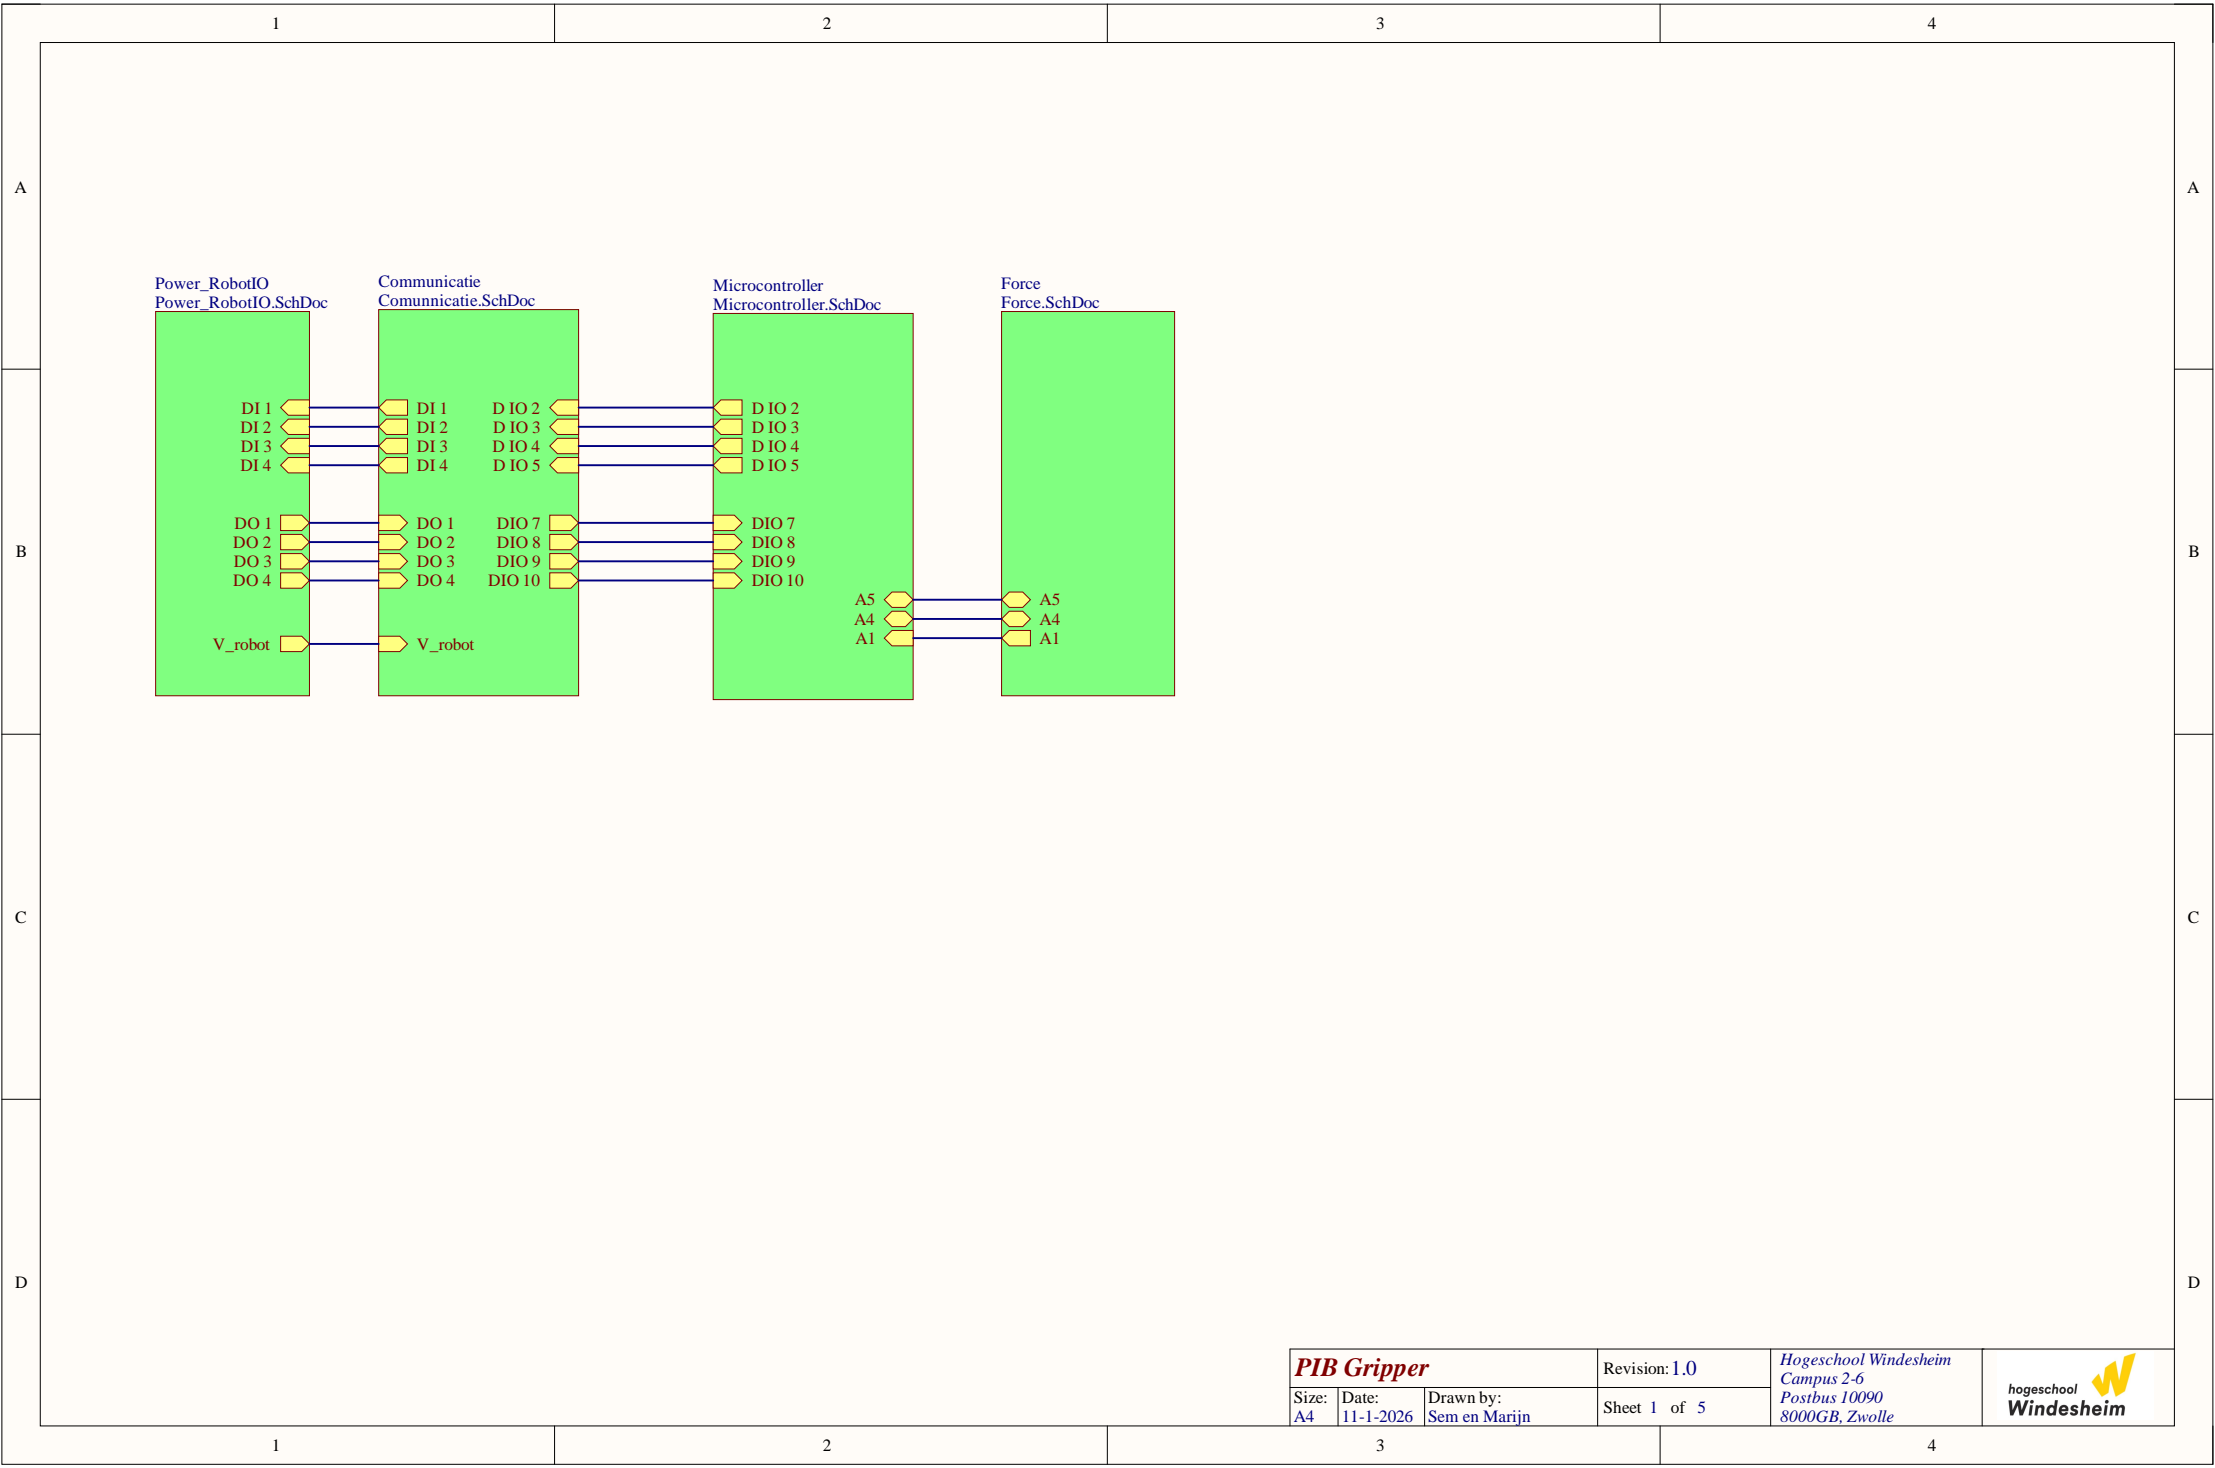 1 2 3 4
A A
Power_RobotIO
Power_RobotIO.SchDoc
Communicatie
Comunnicatie.SchDoc
Microcontroller
Microcontroller.SchDoc
Force
Force.SchDoc
DI 1 DI 1 D IO 2 D IO 2
DI 2 DI 2 D IO 3 D IO 3
DI 3 DI 3 D IO 4 D IO 4
DI 4 DI 4 D IO 5 D IO 5
DO 1 DO 1 DIO 7 DIO 7
DO 2 DO 2 DIO 8 DIO 8
B B
DO 3 DO 3 DIO 9 DIO 9
DO 4 DO 4 DIO 10 DIO 10
A5 A5
A4 A4
A1 A1
V_robot V_robot
C C
D D
PIB Gripper
Revision: 1.0
Size: Date: Drawn by:
A4 11-1-2026 Sem en Marijn
Sheet 1 of 5
Hogeschool Windesheim
Campus 2-6
Postbus 10090
8000GB, Zwolle
hogeschool
Windesheim
1 2 3 4